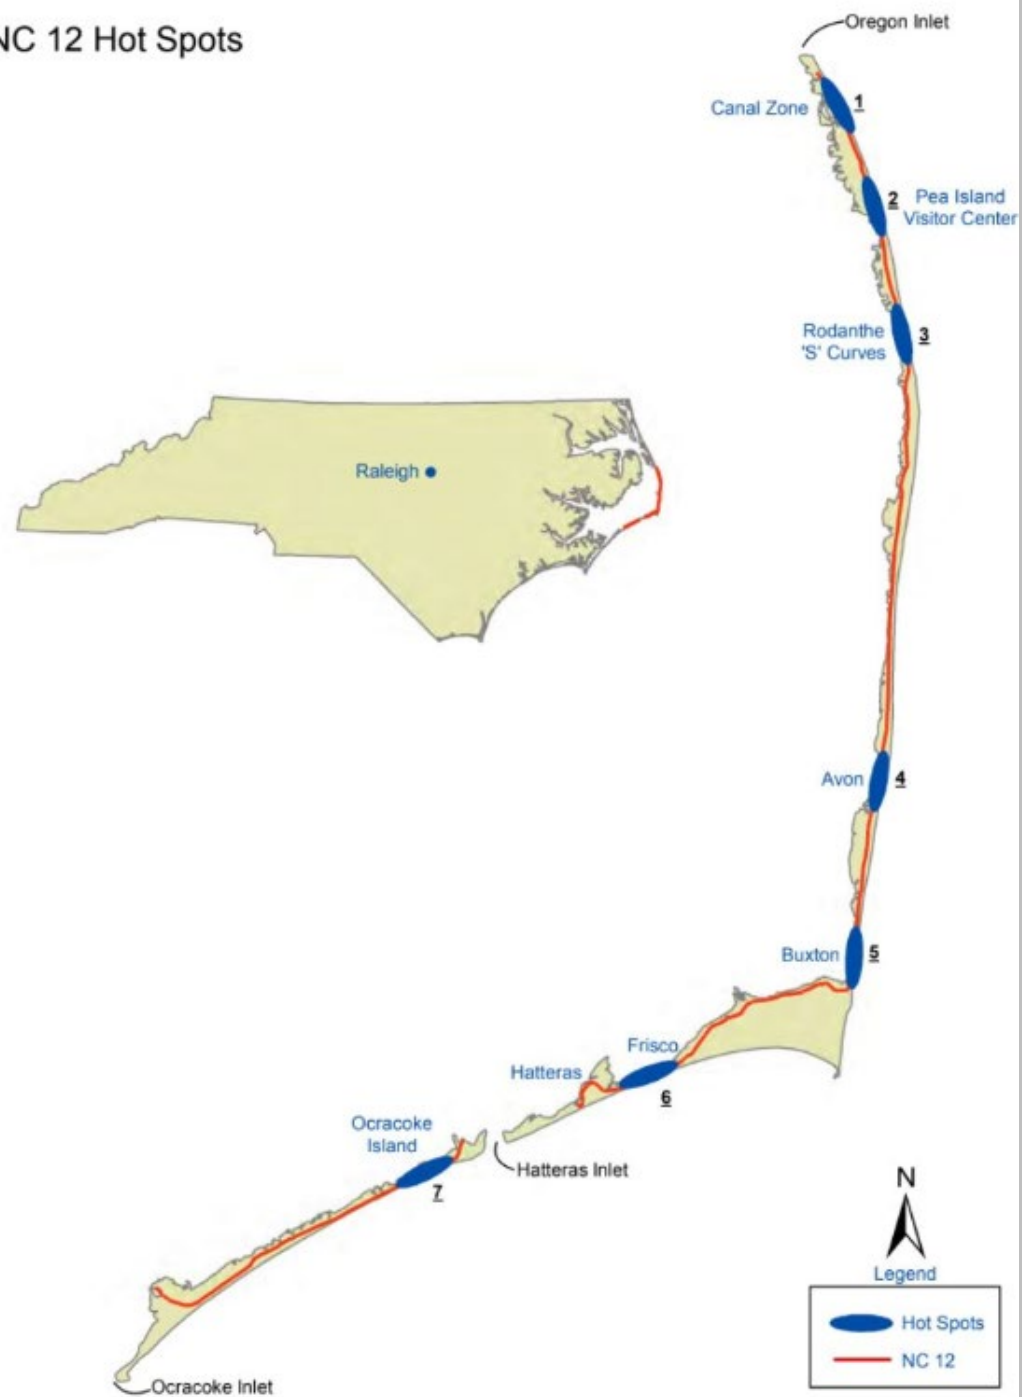 NC 12 Hot Spots
Oregon Inlet
Canal Zone
1
2
Pea Island
Visitor Center
Rodanthe
'S' Curves
3
Raleigh
Avon
4
Buxton
5
Frisco
Hatteras
6
Ocracoke
Island
Hatteras Inlet
7
N
Legend
Hot Spots
NC 12
Ocracoke Inlet